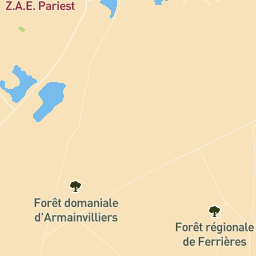 Z.A.E. Pariest
Forêt domaniale
d'Armainvilliers
Forêt régionale
de Ferrières